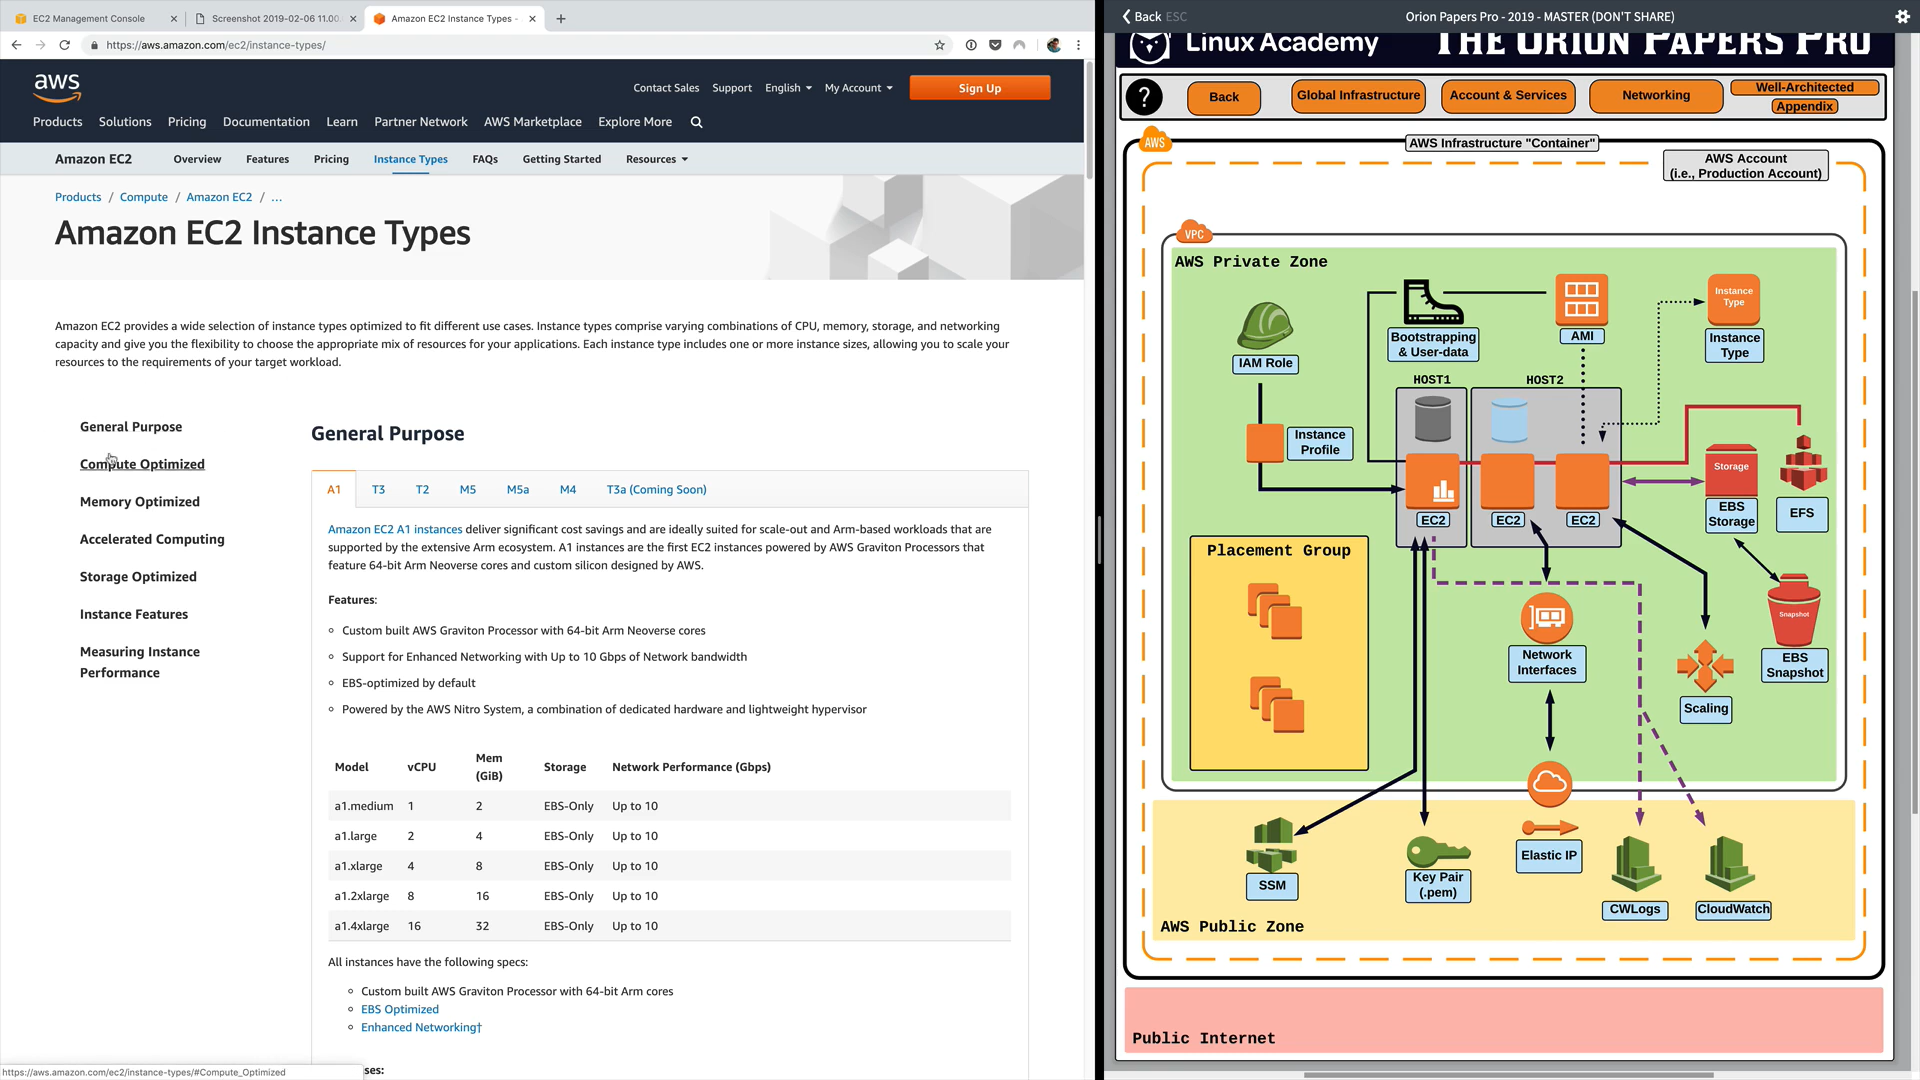 EC2 Management Console
Screenshot 2019-02-06 11.00.
Amazon EC2 Instance Types -
https://aws.amazon.com/ec2/instance-types/
aws
Contact Sales Support English My Account Sign Up
Products Solutions Pricing Documentation Learn Partner Network AWS Marketplace Explore More
Amazon EC2 Overview Features Pricing Instance Types FAQs Getting Started Resources
Products / Compute / Amazon EC2 / ...
Amazon EC2 Instance Types
Amazon EC2 provides a wide selection of instance types optimized to fit different use cases. Instance types comprise varying combinations of CPU, memory, storage, and networking
capacity and give you the flexibility to choose the appropriate mix of resources for your applications. Each instance type includes one or more instance sizes, allowing you to scale your
resources to the requirements of your target workload.
General Purpose
Compute Optimized
Memory Optimized
Accelerated Computing
Storage Optimized
Instance Features
Measuring Instance
Performance
General Purpose
A1 T3 T2 M5 M5a M4 T3a (Coming Soon)
Amazon EC2 A1 instances deliver significant cost savings and are ideally suited for scale-out and Arm-based workloads that are
supported by the extensive Arm ecosystem. A1 instances are the first EC2 instances powered by AWS Graviton Processors that
feature 64-bit Arm Neoverse cores and custom silicon designed by AWS.
Features:
Custom built AWS Graviton Processor with 64-bit Arm Neoverse cores
Support for Enhanced Networking with Up to 10 Gbps of Network bandwidth
EBS-optimized by default
Powered by the AWS Nitro System, a combination of dedicated hardware and lightweight hypervisor
Model vCPU Mem (GiB) Storage Network Performance (Gbps)
a1.medium 1 2 EBS-Only Up to 10
a1.large 2 4 EBS-Only Up to 10
a1.xlarge 4 8 EBS-Only Up to 10
a1.2xlarge 8 16 EBS-Only Up to 10
a1.4xlarge 16 32 EBS-Only Up to 10
All instances have the following specs:
Custom built AWS Graviton Processor with 64-bit Arm cores
EBS Optimized
Enhanced Networking†
ses:
https://aws.amazon.com/ec2/instance-types/#Compute_Optimized
Back ESC
Orion Papers Pro - 2019 - MASTER (DON'T SHARE)
Linux Academy
THE ORION PAPERS PRO
?
Back
Global Infrastructure
Account & Services
Networking
Well-Architected
Appendix
AWS
AWS Infrastructure "Container"
AWS Account
(i.e., Production Account)
VPC
AWS Private Zone
IAM Role
Bootstrapping
& User-data
AMI
Instance
Type
Instance
Type
HOST1
HOST2
Instance
Profile
EC2
EC2
EC2
Storage
EBS
Storage
EFS
Placement Group
Network
Interfaces
Scaling
Snapshot
EBS
Snapshot
SSM
Key Pair
(.pem)
Elastic IP
CWLogs
CloudWatch
AWS Public Zone
Public Internet